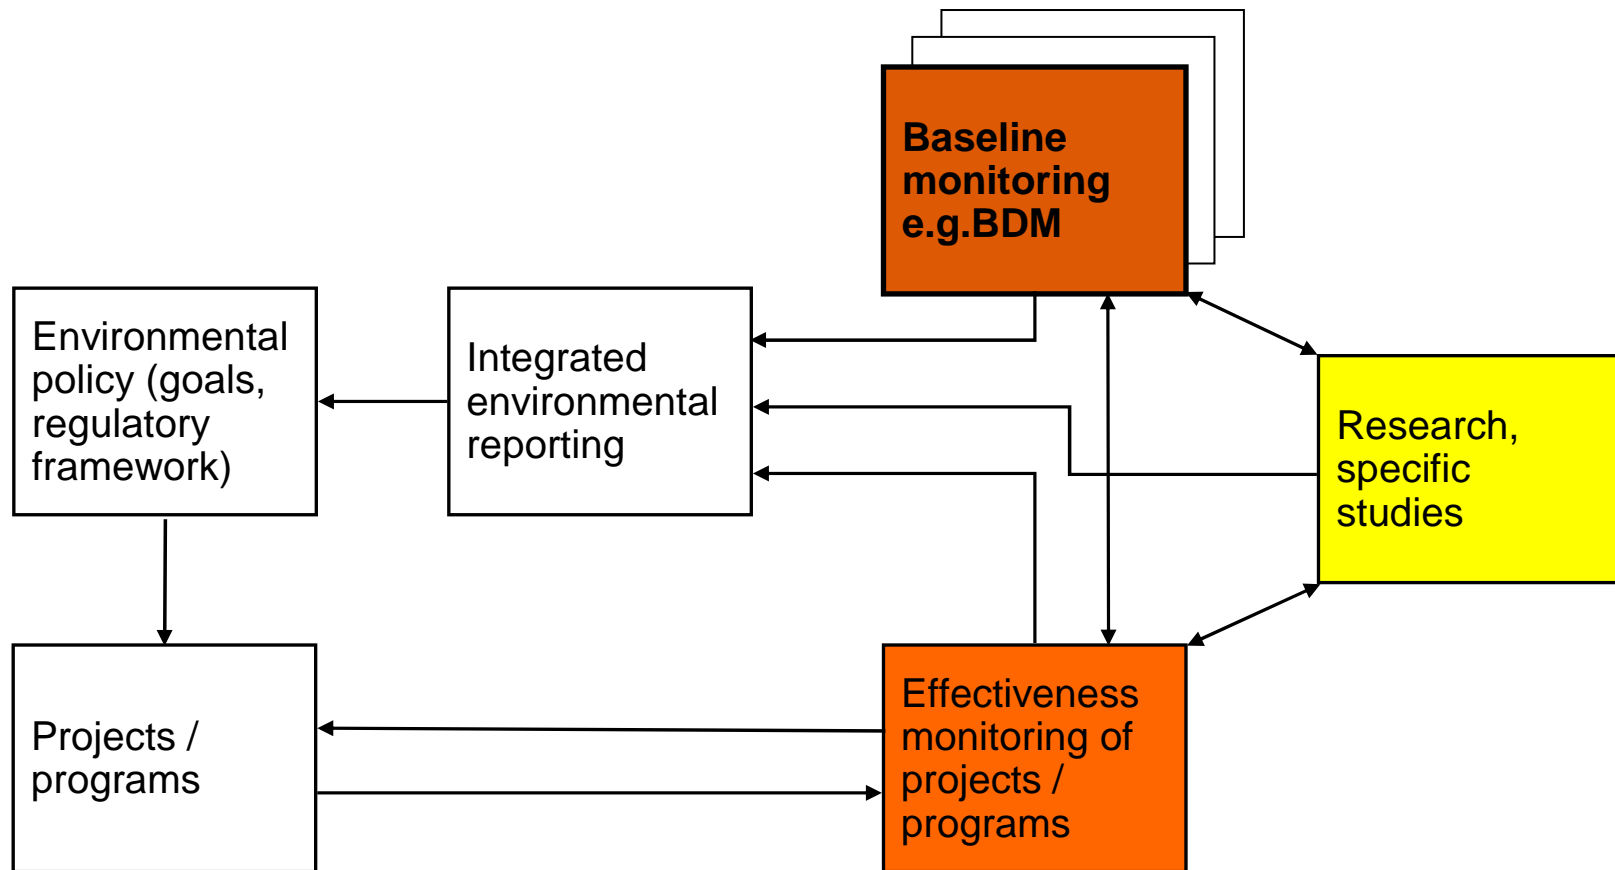 Baseline
monitoring
e.g.BDM
Environmental
policy (goals,
regulatory
framework)
Integrated
environmental
reporting
Research,
specific
studies
Projects /
programs
Effectiveness
monitoring of
projects /
programs